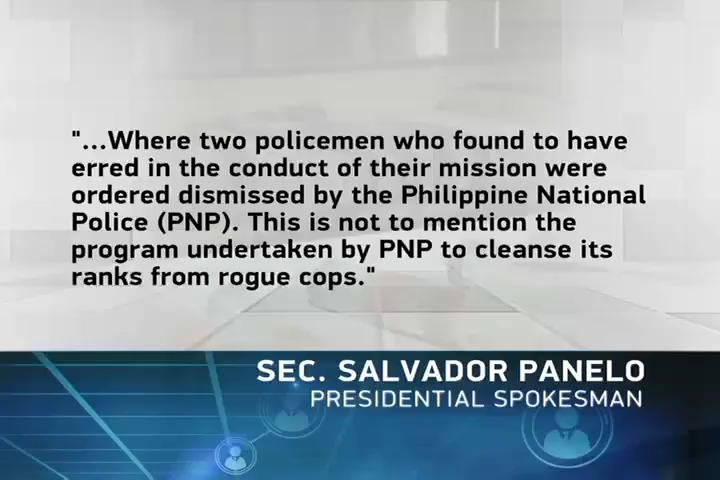 "...Where two policemen who found to have
erred in the conduct of their mission were
ordered dismissed by the Philippine National
Police (PNP). This is not to mention the
program undertaken by PNP to cleanse its
ranks from rogue cops."
SEC. SALVADOR PANELO
PRESIDENTIAL SPOKESMAN